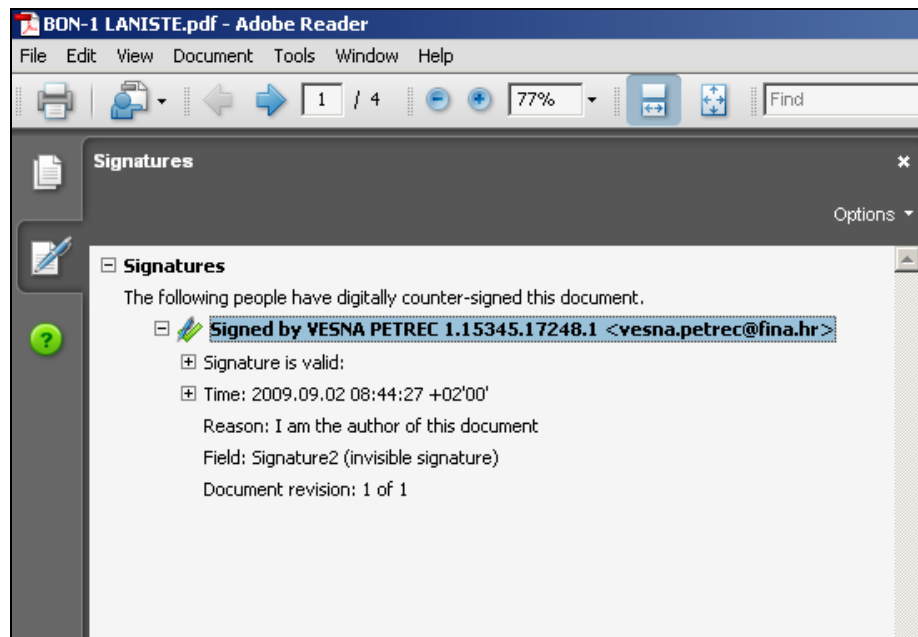 BON-1 LANISTE.pdf - Adobe Reader
File Edit View Document Tools Window Help
1 / 4 77% Find
Signatures
Options
Signatures
The following people have digitally counter-signed this document.
Signed by VESNA PETREC 1.15345.17248.1 <vesna.petrec@fina.hr>
Signature is valid:
Time: 2009.09.02 08:44:27 +02'00'
Reason: I am the author of this document
Field: Signature2 (invisible signature)
Document revision: 1 of 1